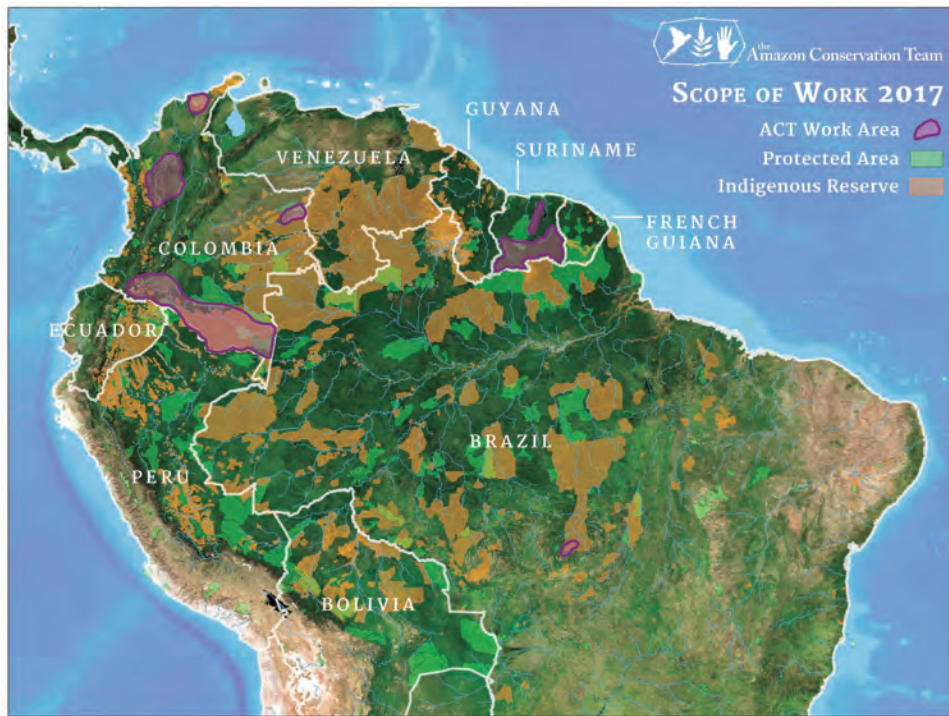 the
Amazon Conservation Team
SCOPE OF WORK 2017
ACT Work Area
Protected Area
Indigenous Reserve
GUYANA
SURINAME
VENEZUELA
FRENCH
GUIANA
COLOMBIA
ECUADOR
BRAZIL
PERU
BOLIVIA